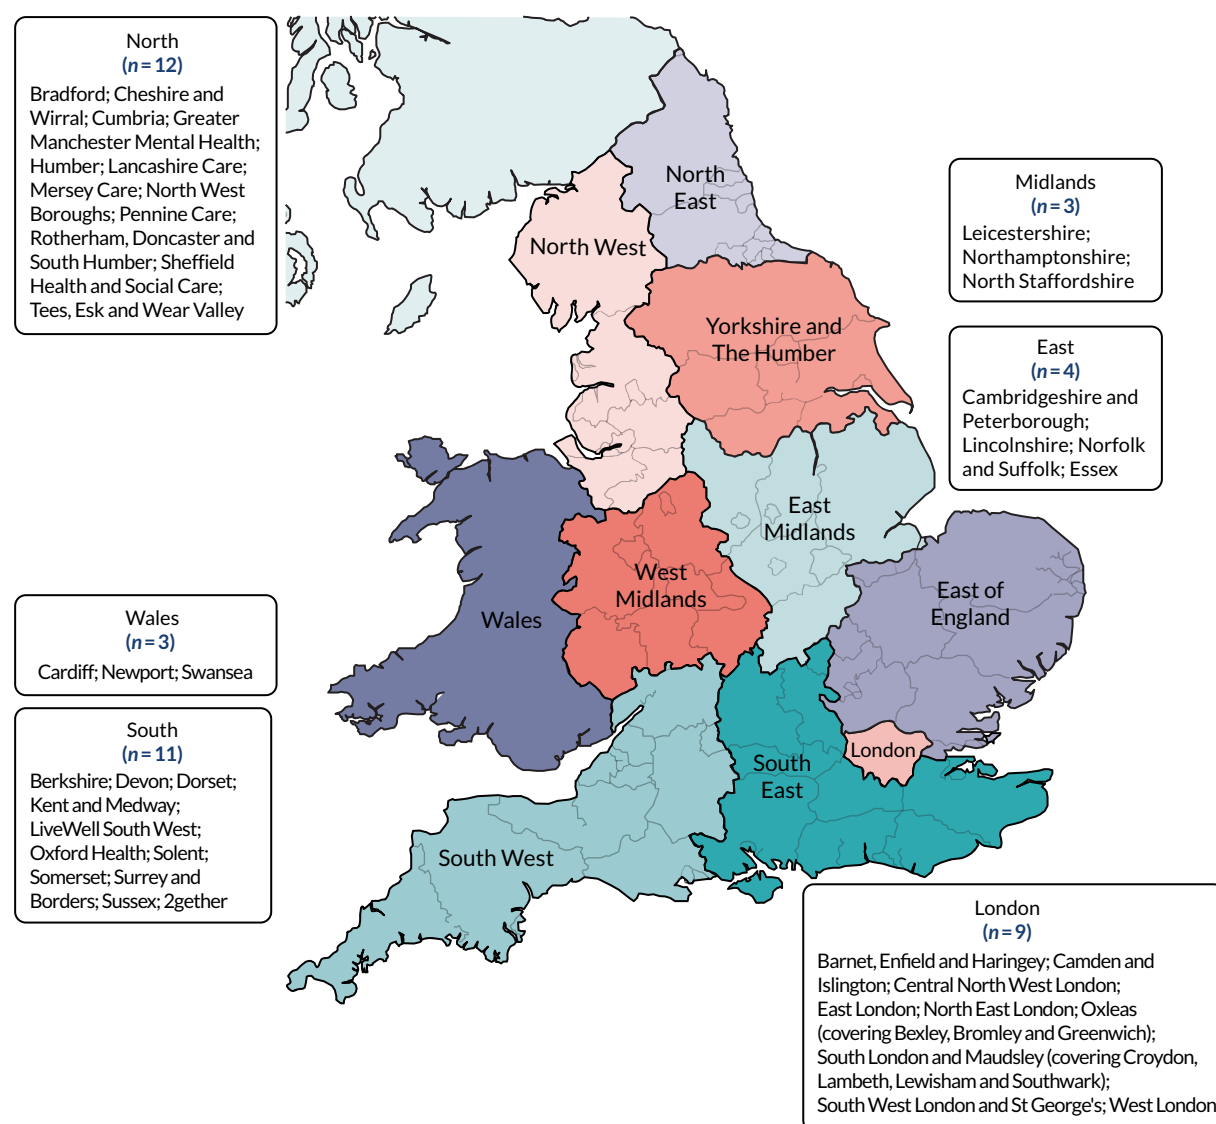 North
(n = 12)
Bradford; Cheshire and
Wirral; Cumbria; Greater
Manchester Mental Health;
Humber; Lancashire Care;
Mersey Care; North West
Boroughs; Pennine Care;
Rotherham, Doncaster and
South Humber; Sheffield
Health and Social Care;
Tees, Esk and Wear Valley
North
East
North West
Yorkshire and
The Humber
Midlands
(n = 3)
Leicestershire;
Northamptonshire;
North Staffordshire
East
(n = 4)
Cambridgeshire and
Peterborough;
Lincolnshire; Norfolk
and Suffolk; Essex
East
Midlands
West
Midlands
East of
England
Wales
Wales
(n = 3)
Cardiff; Newport; Swansea
South
(n = 11)
Berkshire; Devon; Dorset;
Kent and Medway;
LiveWell South West;
Oxford Health; Solent;
Somerset; Surrey and
Borders; Sussex; 2gether
London
South
East
South West
London
(n = 9)
Barnet, Enfield and Haringey; Camden and
Islington; Central North West London;
East London; North East London; Oxleas
(covering Bexley, Bromley and Greenwich);
South London and Maudsley (covering Croydon,
Lambeth, Lewisham and Southwark);
South West London and St George's; West London